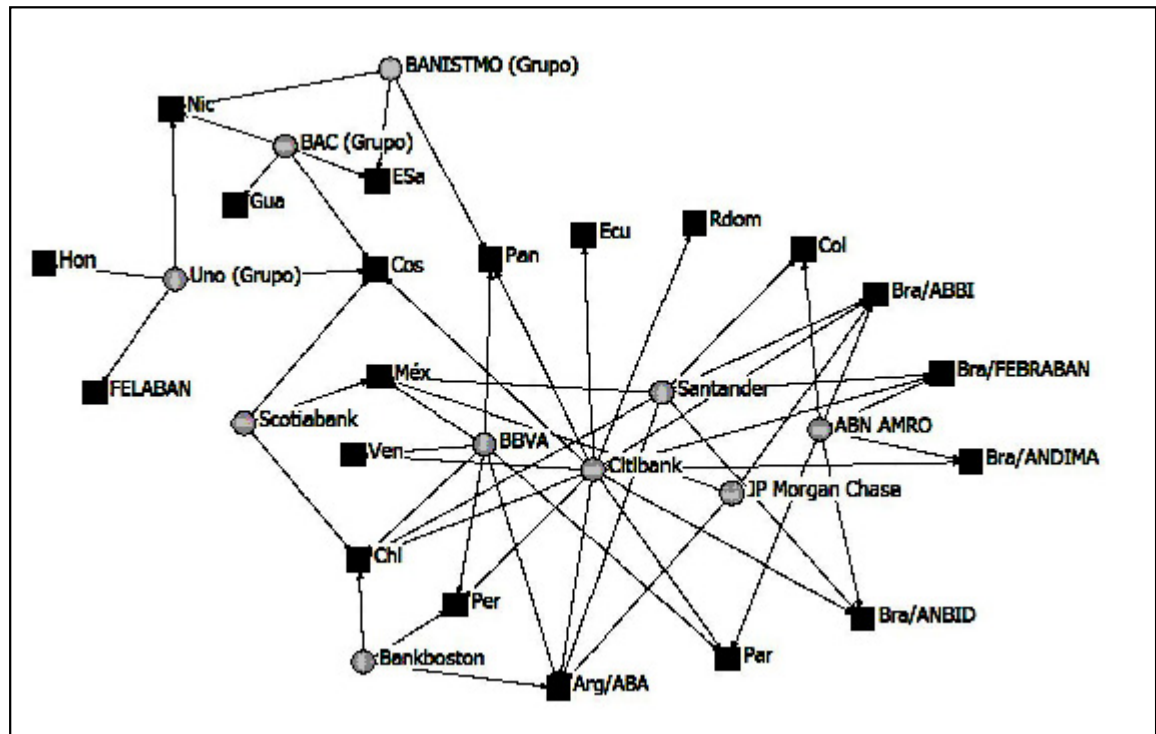 BANISTMO (Grupo)
Nic
BAC (Grupo)
ESa
Gua
Ecu
Rdom
Col
Pan
Hon
Uno (Grupo)
Cos
Bra/ABBI
FELABAN
Méx
Santander
Bra/FEBRABAN
Scotiabank
BBVA
ABN AMRO
Ven
Citibank
Bra/ANDIMA
JP Morgan Chase
Chi
Per
Bra/ANBID
Bankboston
Par
Arg/ABA